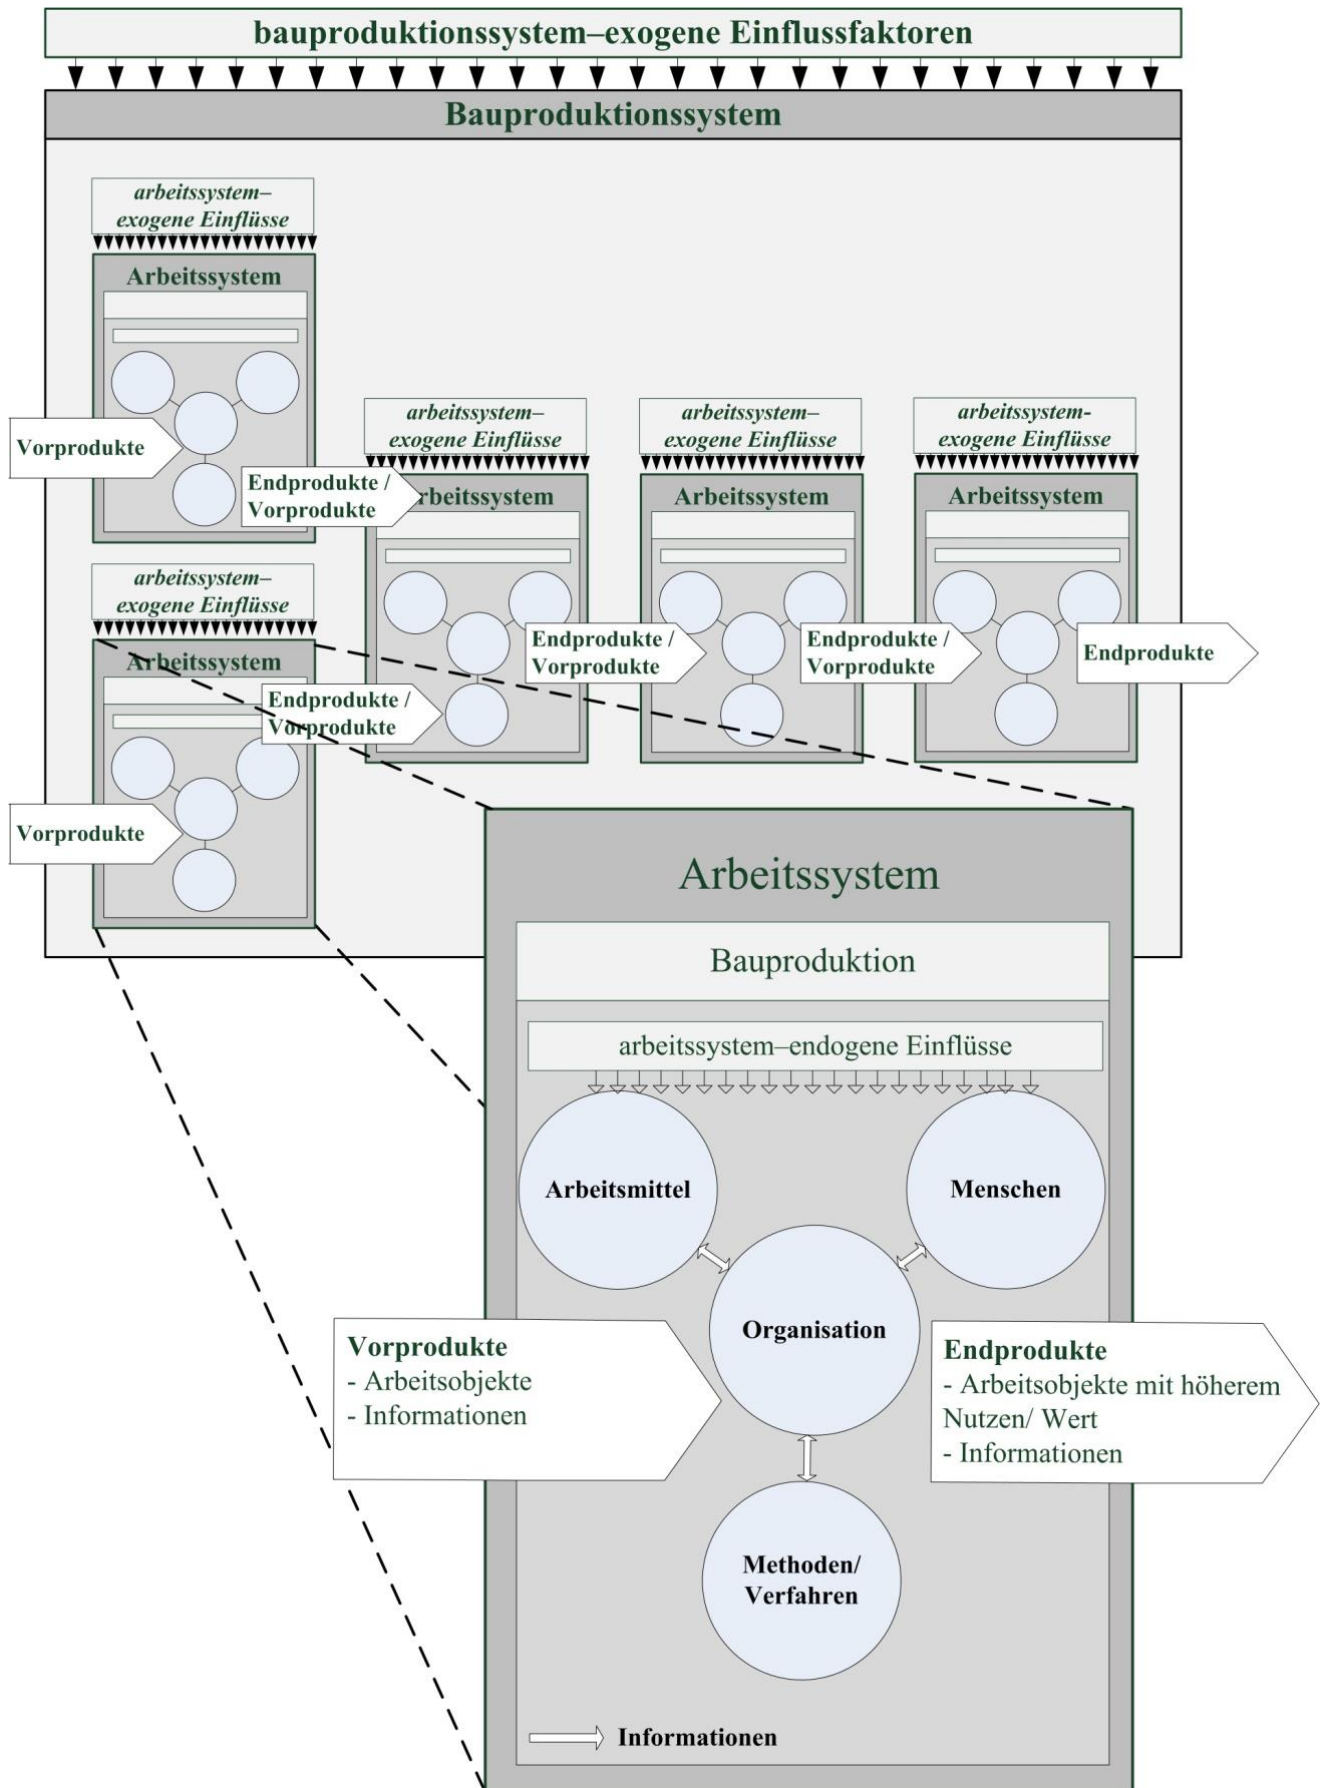 bauproduktionssystem–exogene Einflussfaktoren
Bauproduktionssystem
arbeitssystem–
exogene Einflüsse
Arbeitssystem
Vorprodukte
Endprodukte /
Vorprodukte
arbeitssystem–
exogene Einflüsse
rbeitssystem
arbeitssystem–
exogene Einflüsse
Arbeitssystem
arbeitssystem-
exogene Einflüsse
Arbeitssystem
arbeitssystem–
exogene Einflüsse
Arbeitssystem
Vorprodukte
Endprodukte /
Vorprodukte
Endprodukte /
Vorprodukte
Endprodukte /
Vorprodukte
Endprodukte
Arbeitssystem
Bauproduktion
arbeitssystem–endogene Einflüsse
Arbeitsmittel
Menschen
Organisation
Vorprodukte
- Arbeitsobjekte
- Informationen
Endprodukte
- Arbeitsobjekte mit höherem
Nutzen/ Wert
- Informationen
Methoden/
Verfahren
Informationen